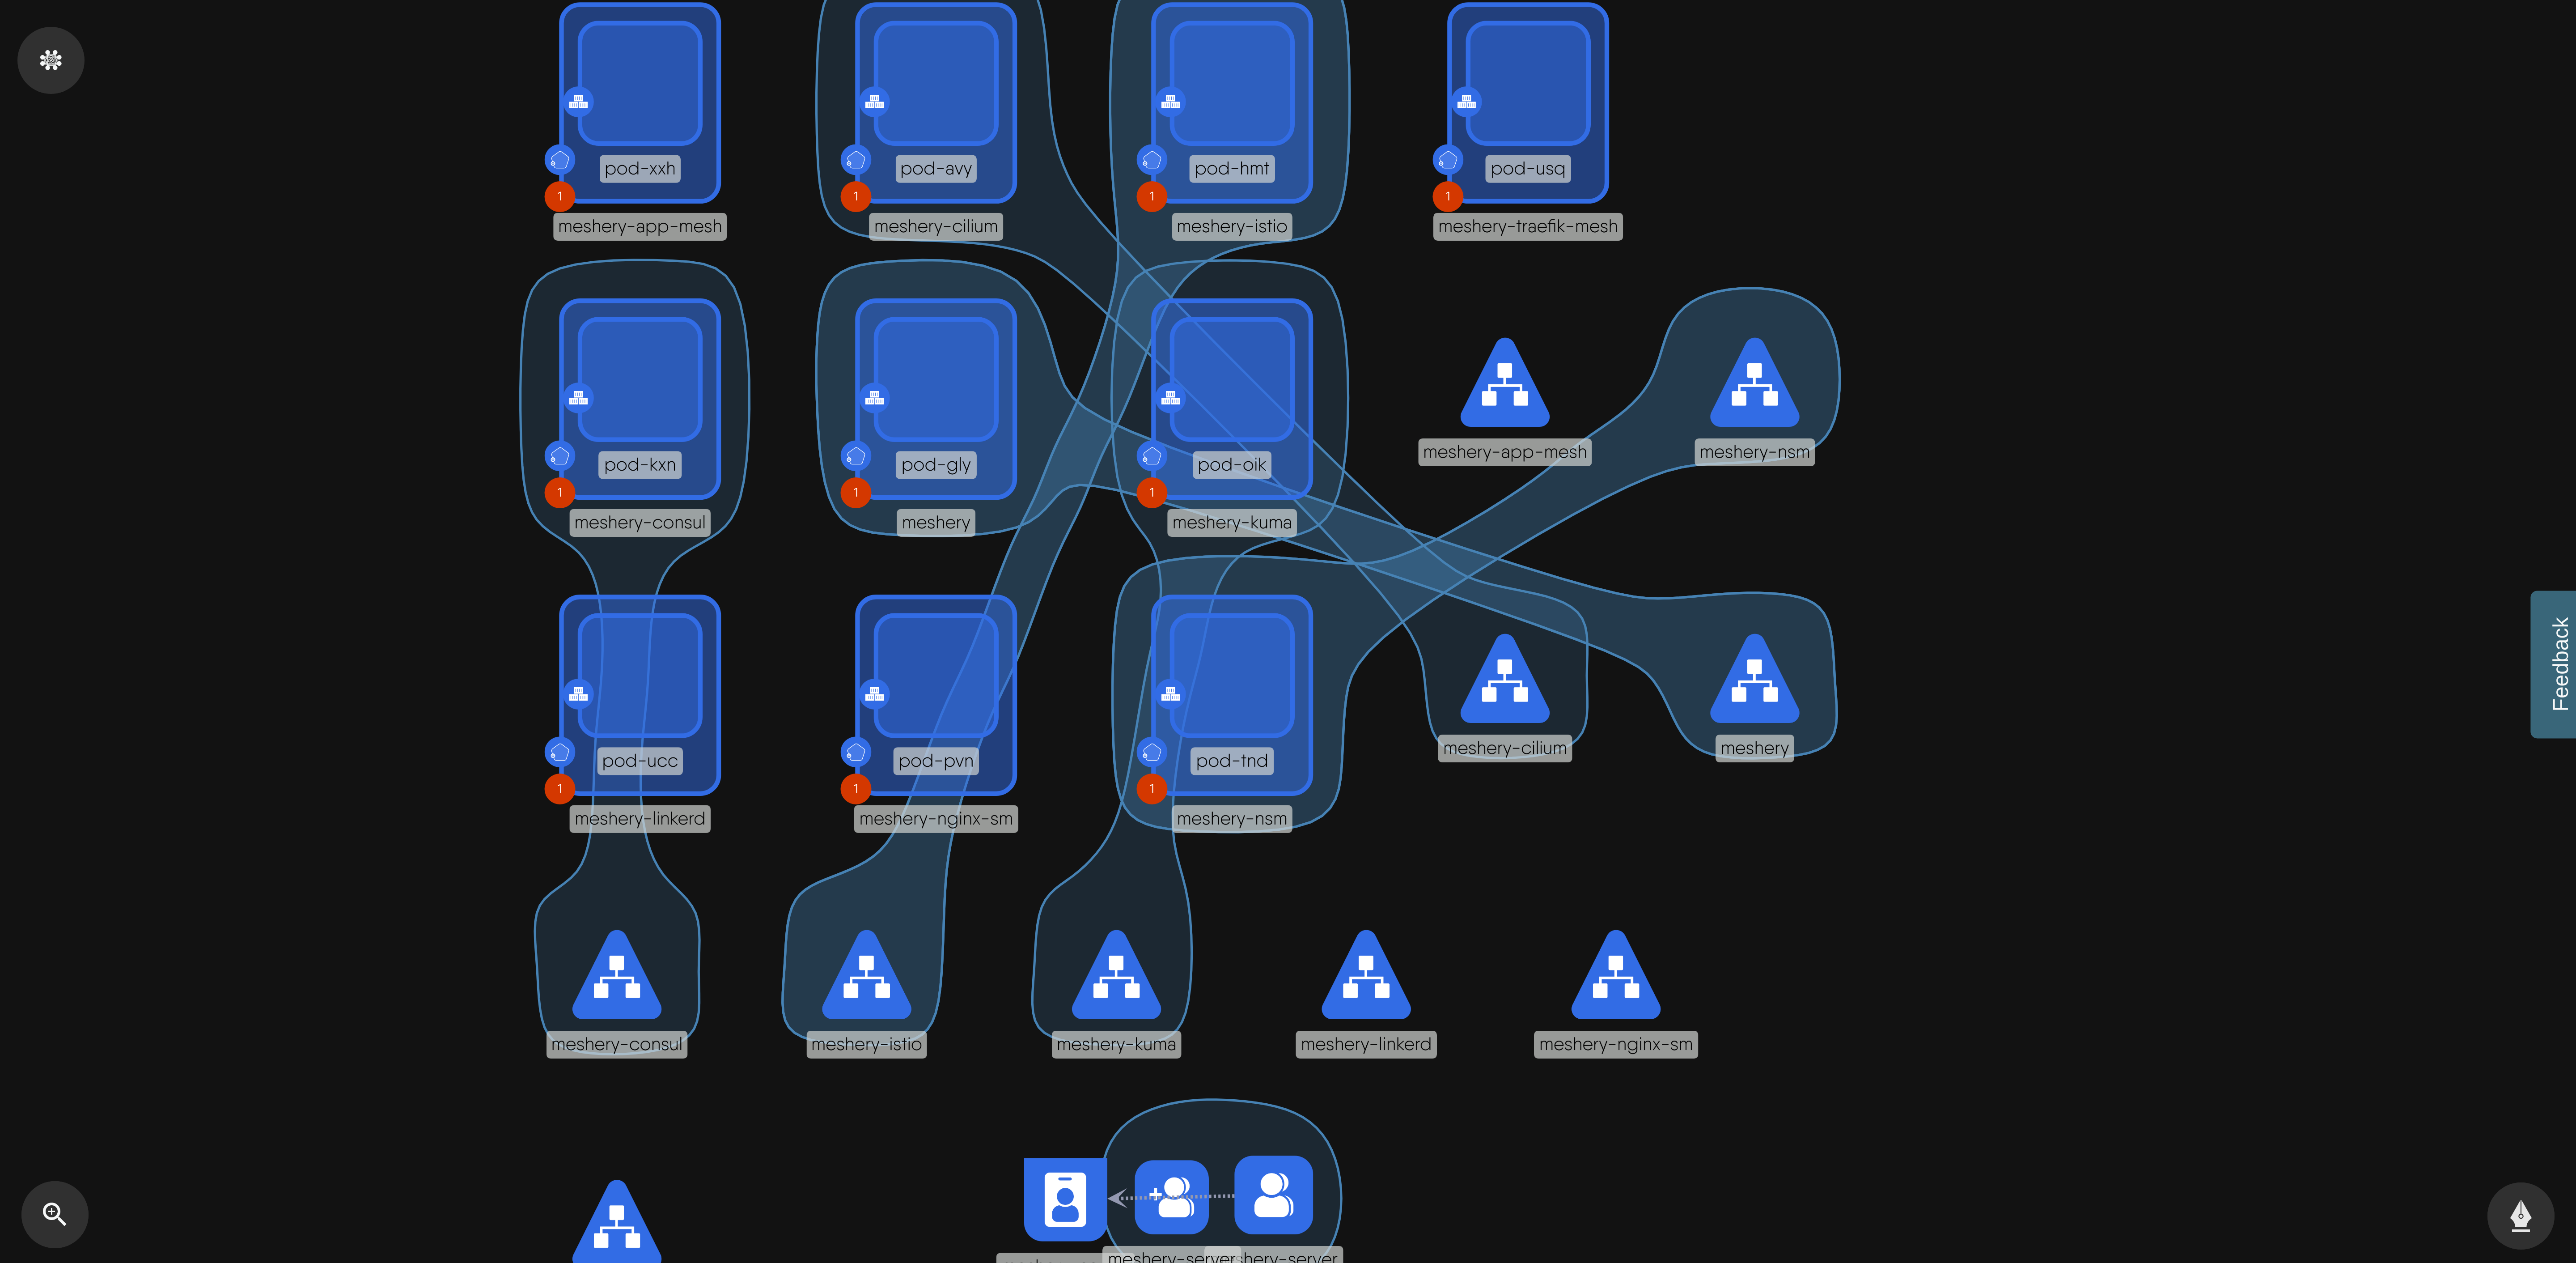 pod-xxh
1
meshery-app-mesh
pod-avy
1
meshery-cilium
pod-hmt
1
meshery-istio
pod-usq
1
meshery-traefik-mesh
pod-kxn
1
meshery-consul
pod-gly
1
meshery
pod-oik
1
meshery-kuma
meshery-app-mesh
meshery-nsm
pod-ucc
1
meshery-linkerd
pod-pvn
1
meshery-nginx-sm
pod-tnd
1
meshery-nsm
meshery-cilium
meshery
Feedback
meshery-consul
meshery-istio
meshery-kuma
meshery-linkerd
meshery-nginx-sm
meshery-server